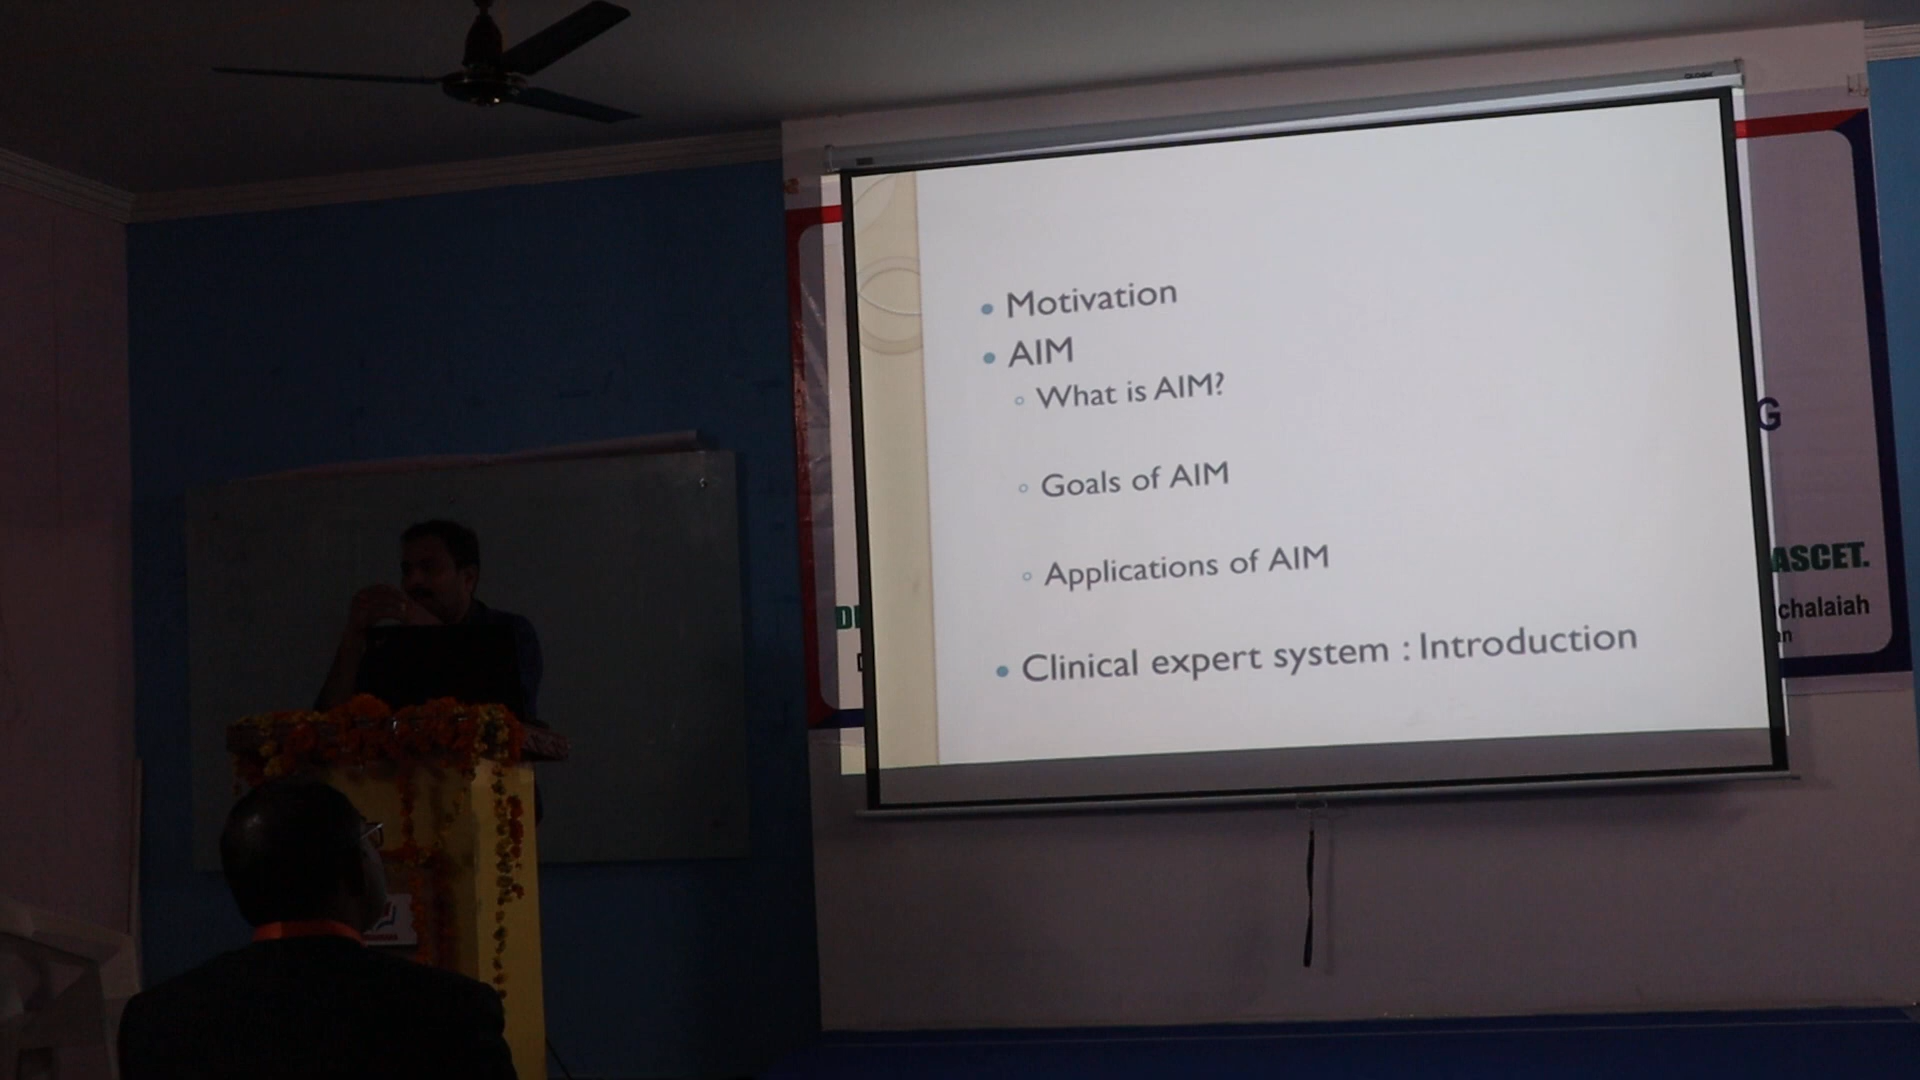 Motivation
AIM
What is AIM?
Goals of AIM
Applications of AIM
Clinical expert system : Introduction
G
ASCET.
chalaiah